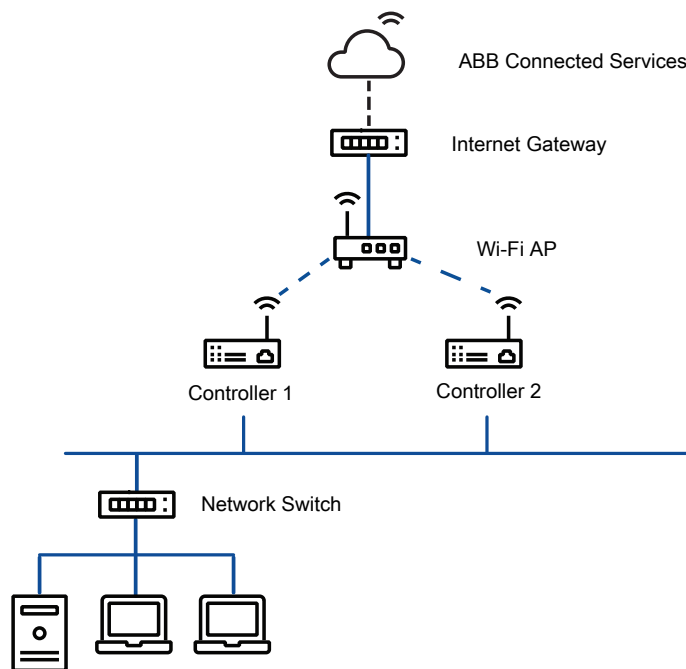 ABB Connected Services
Internet Gateway
Wi-Fi AP
Controller 1
Controller 2
Network Switch